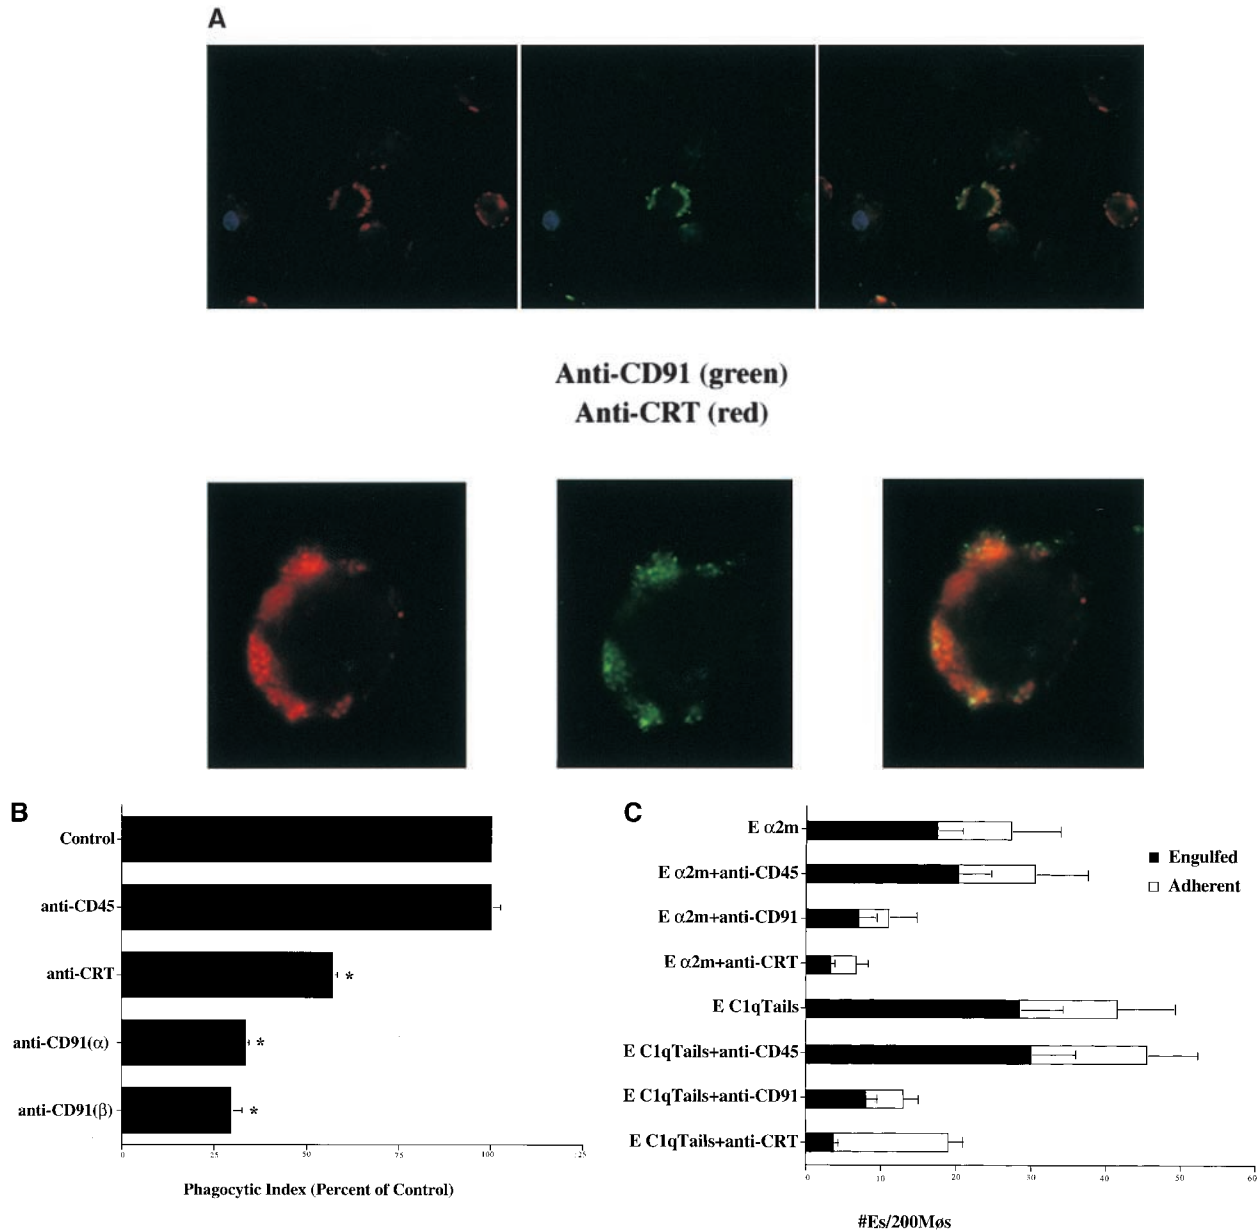 A
Anti-CD91 (green)
Anti-CRT (red)
B
Control
anti-CD45
anti-CRT
*
anti-CD91(α)
*
anti-CD91(β)
*
0
25
50
75
100
:25
Phagocytic Index (Percent of Control)
C
E α2m
E α2m+anti-CD45
E α2m+anti-CD91
E α2m+anti-CRT
E C1qTails
E C1qTails+anti-CD45
E C1qTails+anti-CD91
E C1qTails+anti-CRT
Engulfed
Adherent
0
10
20
30
40
50
60
#Es/200Møs